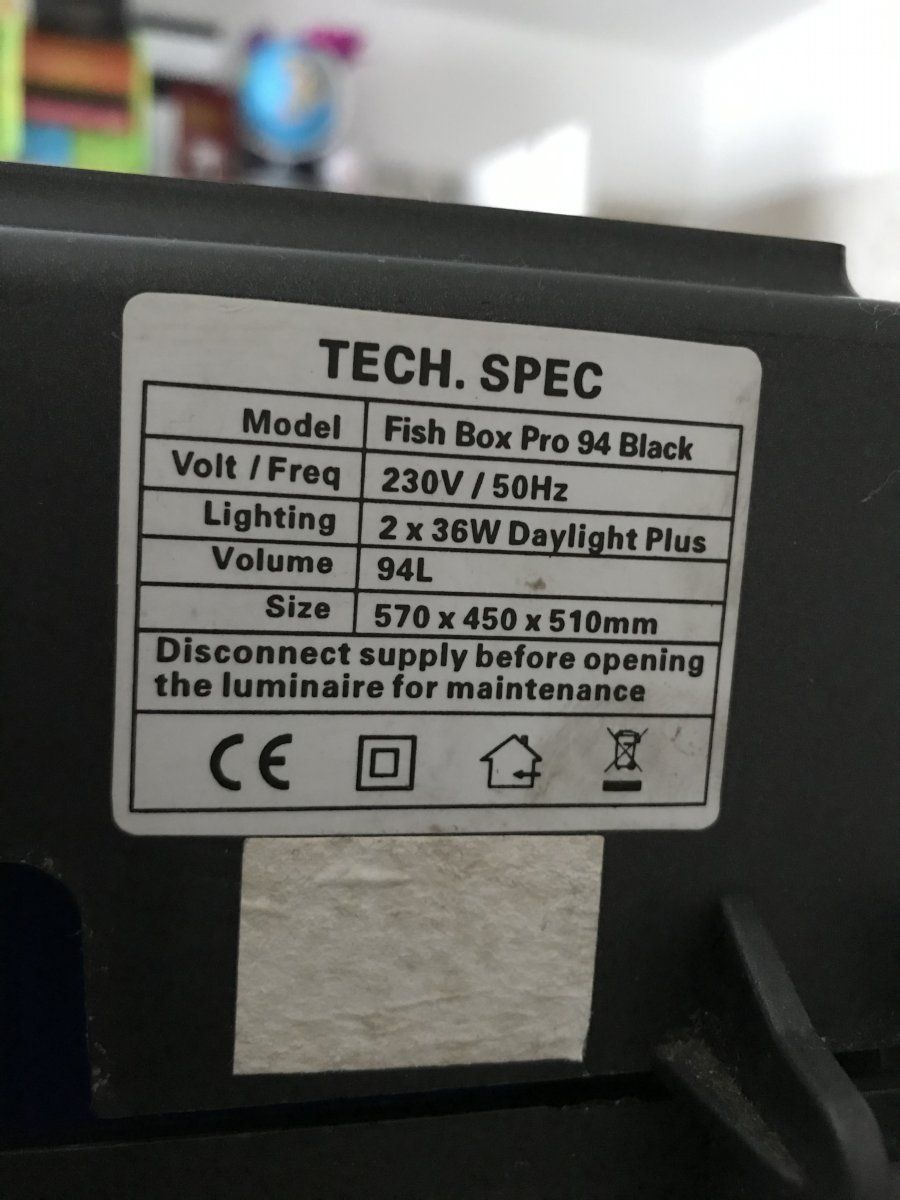 TECH. SPEC
Model Fish Box Pro 94 Black
Volt / Freq 230V / 50Hz
Lighting 2 x 36W Daylight Plus
Volume 94L
Size 570 x 450 x 510mm
Disconnect supply before opening
the luminaire for maintenance
CE